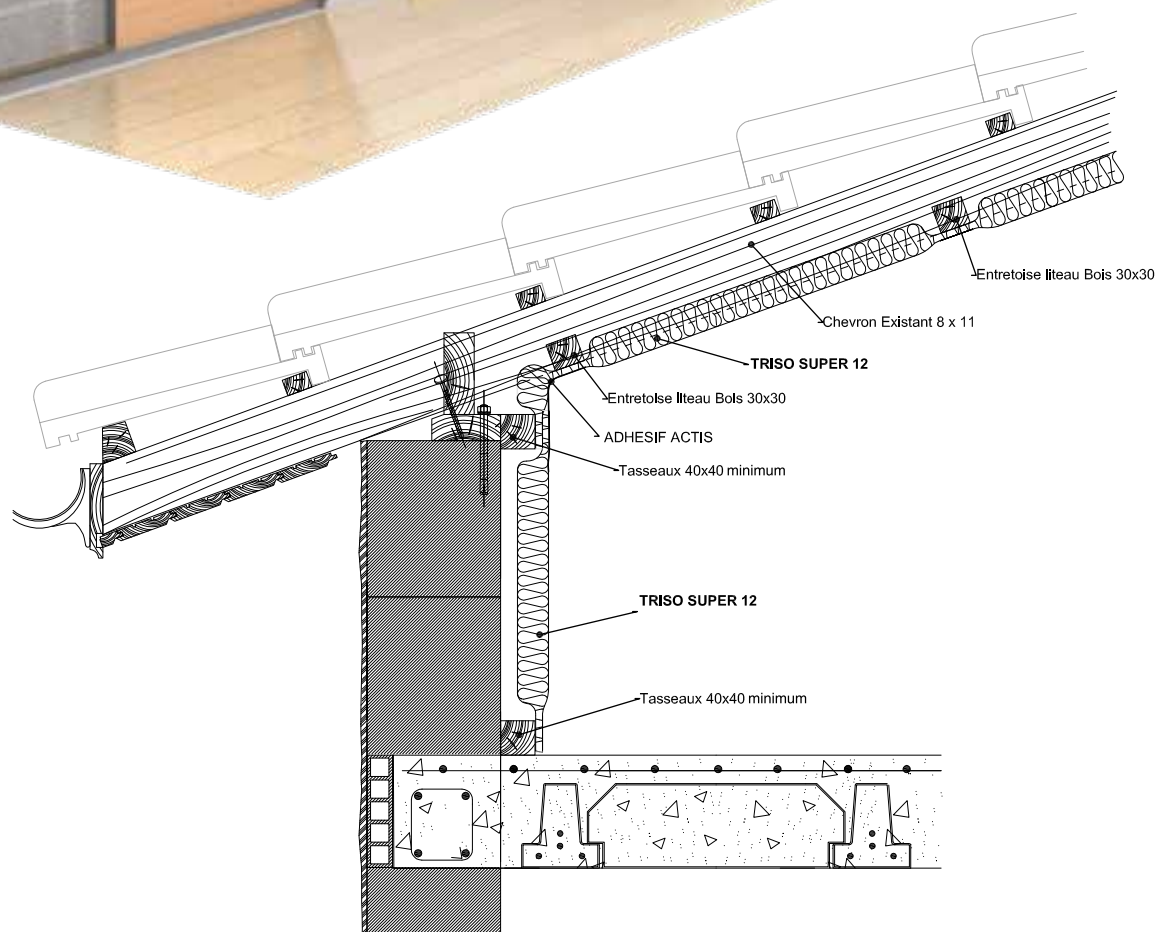 Entretoise liteau Bois 30x30
Chevron Existant 8 x 11
TRISO SUPER 12
Entretoise liteau Bois 30x30
ADHESIF ACTIS
Tasseaux 40x40 minimum
TRISO SUPER 12
Tasseaux 40x40 minimum